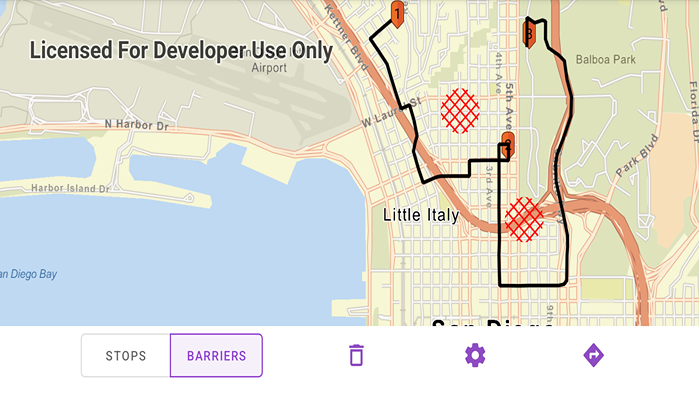 Kettner Blvd
1
3
Licensed For Developer Use Only
Airport
Balboa Park
4th Ave
5th Ave
Florida Dr
W Laurel St
N Harbor Dr
2
Park Blvd
3rd Ave
Harbor Island Dr
Little Italy
an Diego Bay
9th
San Diego
STOPS
BARRIERS